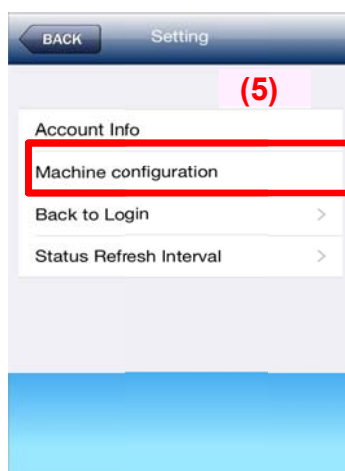 BACK Setting
(5)
Account Info
Machine configuration
Back to Login
Status Refresh Interval